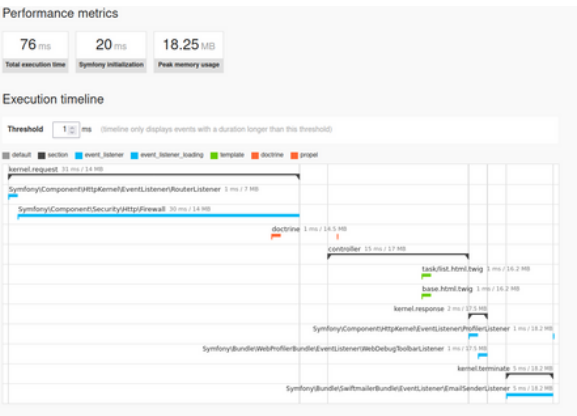 Performance metrics
76 ms
20 ms
18.25 MB
Total execution time
Symfony initialization
Peak memory usage
Execution timeline
Threshold 1 ms (timeline only displays events with a duration longer than this threshold)
default section event_listener event_listener_loading template doctrine propel
kernel.request 31 ms / 14 MB
Symfony\Component\HttpKernel\EventListener\RouterListener 1 ms / 7 MB
Symfony\Component\Security\Http\Firewall 30 ms / 14 MB
doctrine 1 ms / 14.5 MB
controller 15 ms / 17 MB
task/list.html.twig 1 ms / 16.2 MB
base.html.twig 1 ms / 16.2 MB
kernel.response 2 ms / 17.5 MB
Symfony\Component\HttpKernel\EventListener\ProfilerListener 1 ms / 18.2 MB
Symfony\Bundle\WebProfilerBundle\EventListener\WebDebugToolbarListener 1 ms / 17.5 MB
kernel.terminate 5 ms / 18.2 MB
Symfony\Bundle\SwiftmailerBundle\EventListener\EmailSenderListener 5 ms / 18.2 MB